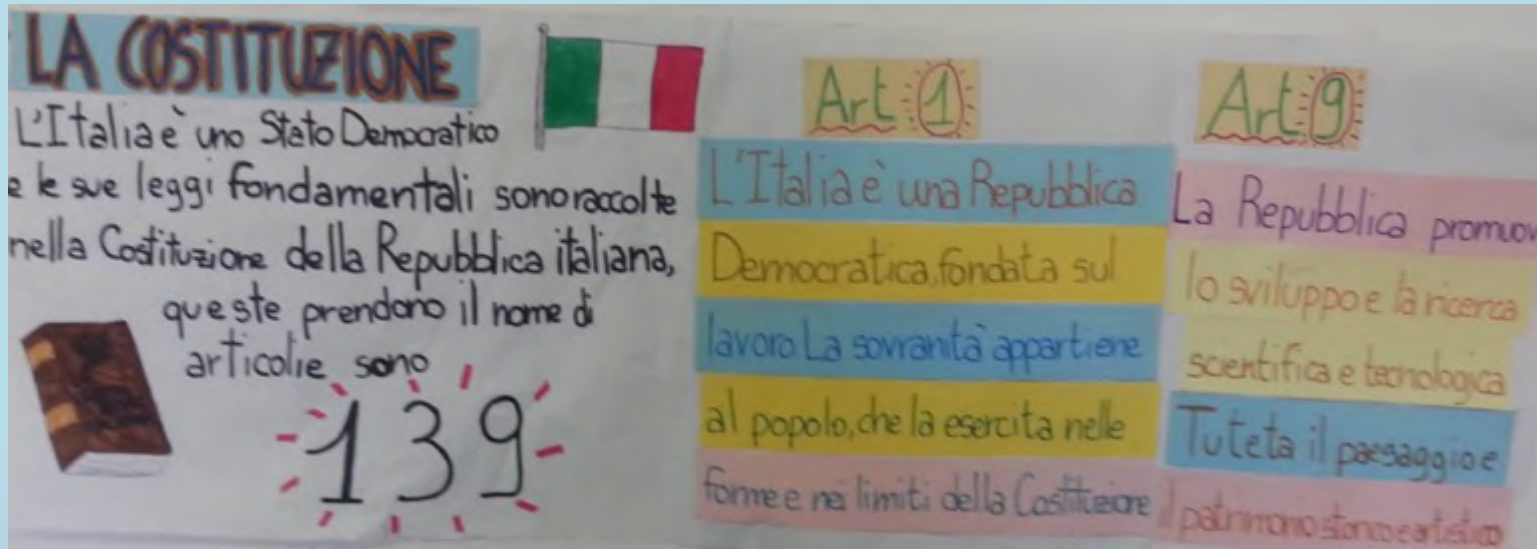 LA COSTITUZIONE
L'Italia è uno Stato Democratico
e le sue leggi fondamentali sono raccolte
nella Costituzione della Repubblica italiana,
queste prendono il nome di
articoli e sono
139
Art. 1
L'Italia è una Repubblica
Democratica, fondata sul
lavoro La sovranità appartiene
al popolo, che la esercita nelle
forme e nei limiti della Costituzione
Art. 9
La Repubblica promuov
lo sviluppo e la ricerca
scientifica e tecnologica
Tuteta il paesaggio e
il patrimonio storico e artistico